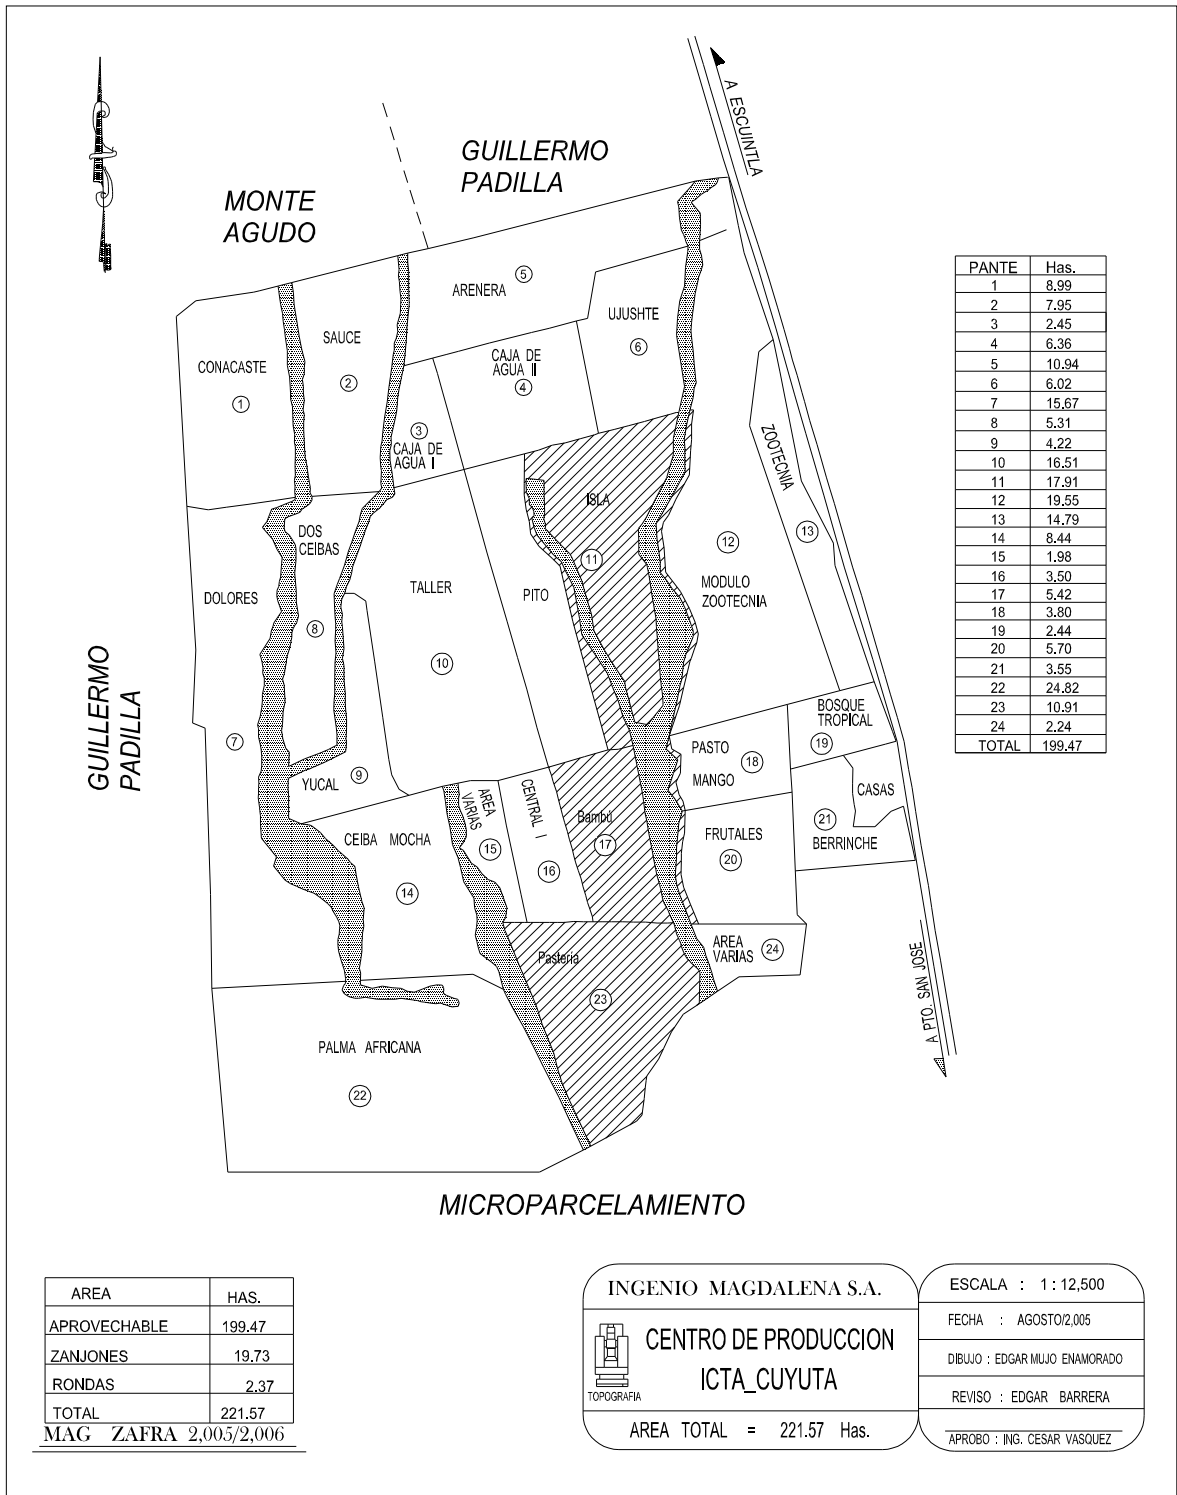 A ESCUINTLA
GUILLERMO
PADILLA
MONTE
AGUDO
ARENERA
5
SAUCE
2
CONACASTE
1
CAJA DE
AGUA II
4
UJUSHTE
6
3
CAJA DE
AGUA I
ZOOTECNIA
13
ISLA
11
12
MODULO
ZOOTECNIA
DOS
CEIBAS
8
DOLORES
7
TALLER
10
PITO
GUILLERMO
PADILLA
YUCAL
9
BOSQUE
TROPICAL
19
PASTO
18
MANGO
CASAS
21
BERRINCHE
FRUTALES
20
AREA
VARIAS
15
CENTRAL I
16
Bambú
17
CEIBA MOCHA
14
AREA
VARIAS
24
Pasteria
23
PALMA AFRICANA
22
A PTO. SAN JOSE
MICROPARCELAMIENTO
PANTE Has.
1 8.99
2 7.95
3 2.45
4 6.36
5 10.94
6 6.02
7 15.67
8 5.31
9 4.22
10 16.51
11 17.91
12 19.55
13 14.79
14 8.44
15 1.98
16 3.50
17 5.42
18 3.80
19 2.44
20 5.70
21 3.55
22 24.82
23 10.91
24 2.24
TOTAL 199.47
AREA HAS.
APROVECHABLE 199.47
ZANJONES 19.73
RONDAS 2.37
TOTAL 221.57
MAG ZAFRA 2,005/2,006
INGENIO MAGDALENA S.A.
TOPOGRAFIA
CENTRO DE PRODUCCION
ICTA_CUYUTA
AREA TOTAL = 221.57 Has.
ESCALA : 1 : 12,500
FECHA : AGOSTO/2,005
DIBUJO : EDGAR MUJO ENAMORADO
REVISO : EDGAR BARRERA
APROBO : ING. CESAR VASQUEZ